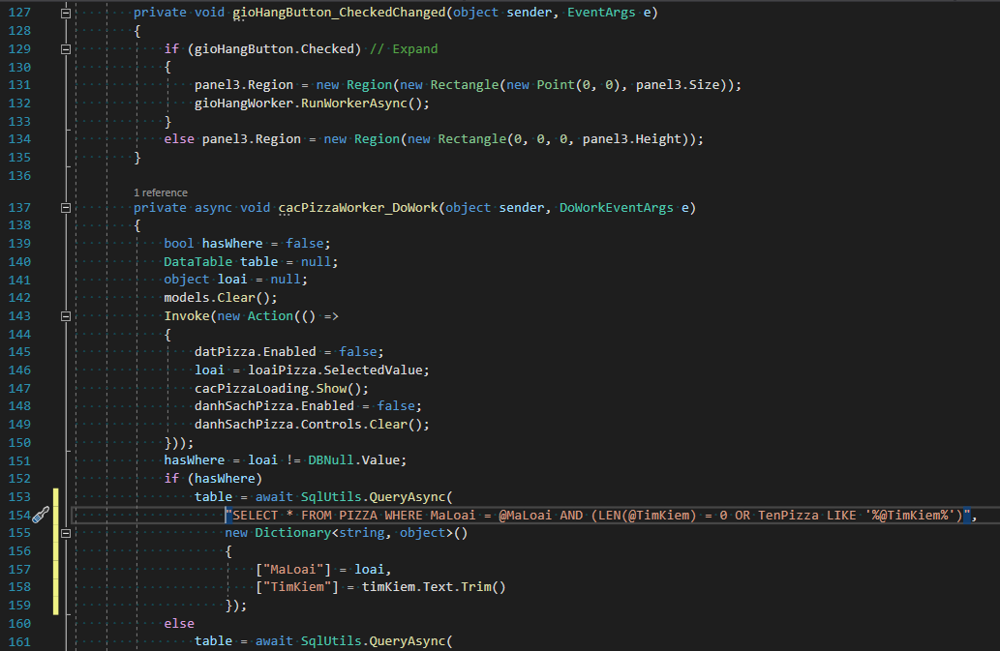 127 private void gioHangButton_CheckedChanged(object sender, EventArgs e)
128 {
129 if (gioHangButton.Checked) // Expand
130 {
131 panel3.Region = new Region(new Rectangle(new Point(0, 0), panel3.Size));
132 gioHangWorker.RunWorkerAsync();
133 }
134 else panel3.Region = new Region(new Rectangle(0, 0, 0, panel3.Height));
135 }
136
1 reference
137 private async void cacPizzaWorker_DoWork(object sender, DoWorkEventArgs e)
138 {
139 bool hasWhere = false;
140 DataTable table = null;
141 object loai = null;
142 models.Clear();
143 Invoke(new Action(() =>
144 {
145 datPizza.Enabled = false;
146 loai = loaiPizza.SelectedValue;
147 cacPizzaLoading.Show();
148 danhSachPizza.Enabled = false;
149 danhSachPizza.Controls.Clear();
150 }));
151 hasWhere = loai != DBNull.Value;
152 if (hasWhere)
153 table = await SqlUtils.QueryAsync(
154 "SELECT * FROM PIZZA WHERE MaLoai = @MaLoai AND (LEN(@TimKiem) = 0 OR TenPizza LIKE '%@TimKiem%')",
155 new Dictionary<string, object>()
156 {
157 ["MaLoai"] = loai,
158 ["TimKiem"] = timKiem.Text.Trim()
159 });
160 else
161 table = await SqlUtils.QueryAsync(